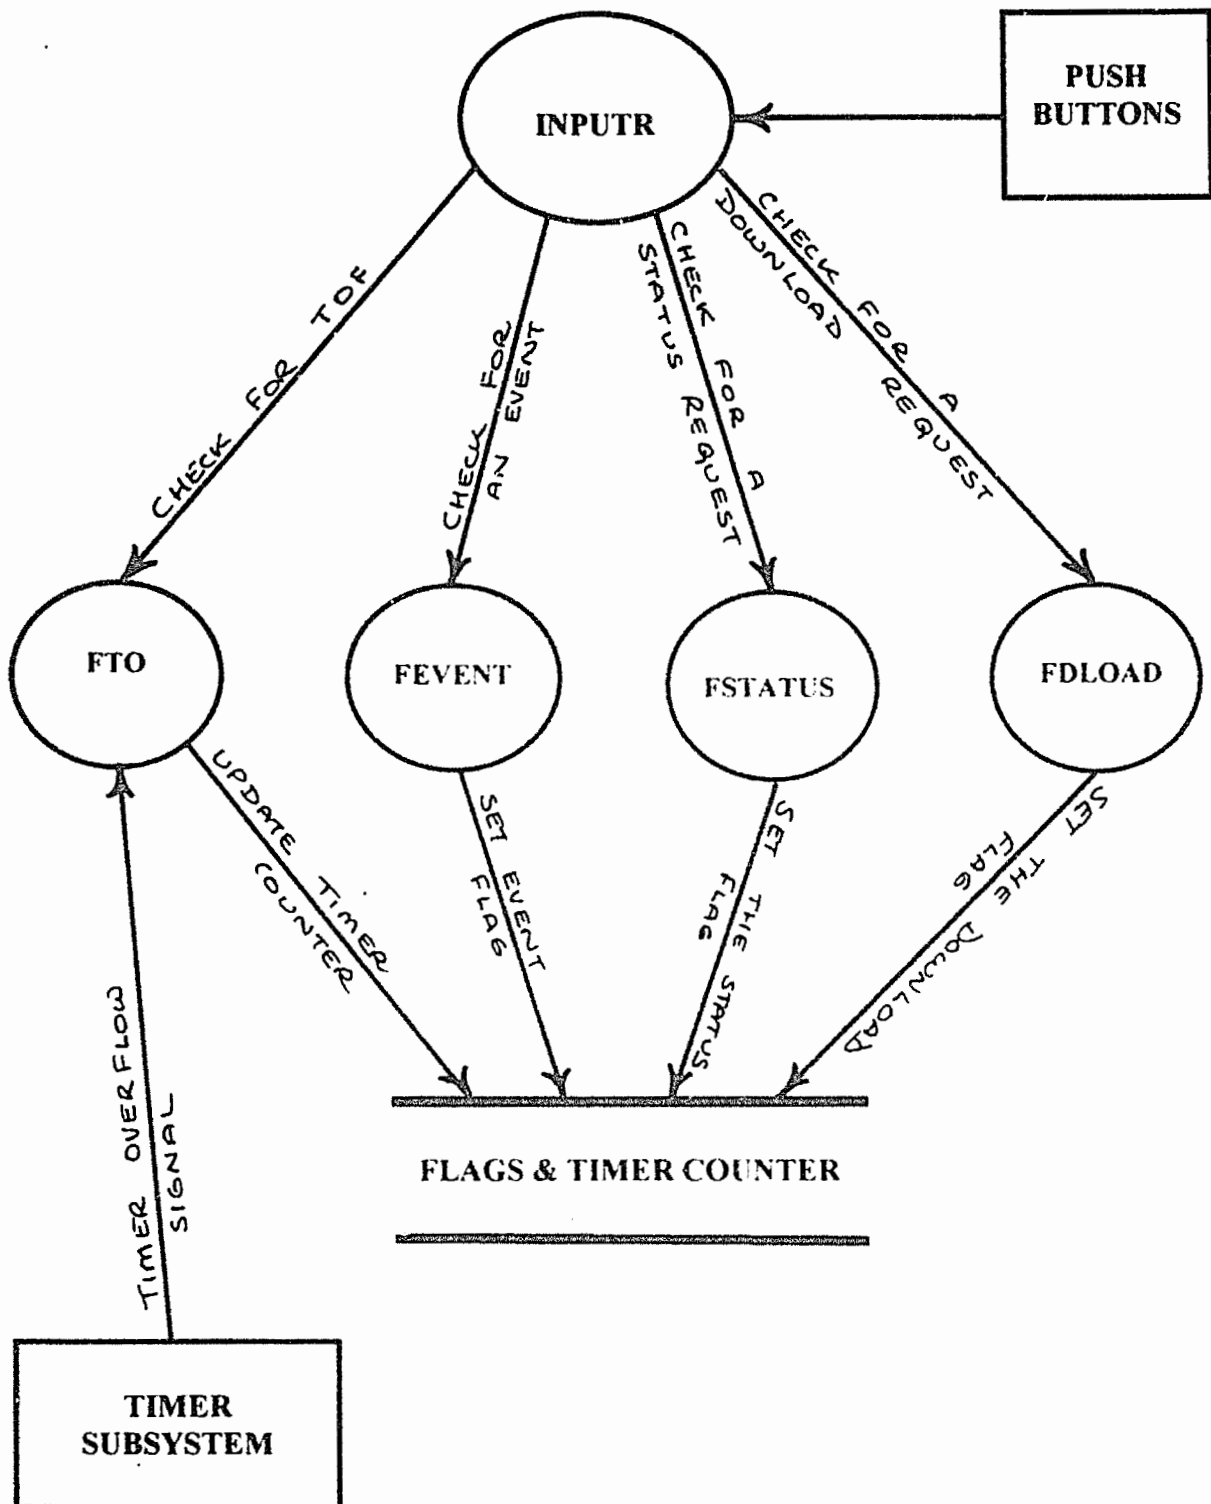 INPUTR
PUSH
BUTTONS
CHECK FOR TOF
CHECK FOR
AN EVENT
CHECK FOR A
STATUS REQUEST
CHECK FOR A
DOWNLOAD REQUEST
FTO
FEVENT
FSTATUS
FDLOAD
UPDATE TIMER
COUNTER
SET EVENT
FLAG
SET THE STATUS
FLAG
SET THE DOWNLOAD
FLAG
TIMER OVERFLOW
SIGNAL
FLAGS & TIMER COUNTER
TIMER
SUBSYSTEM